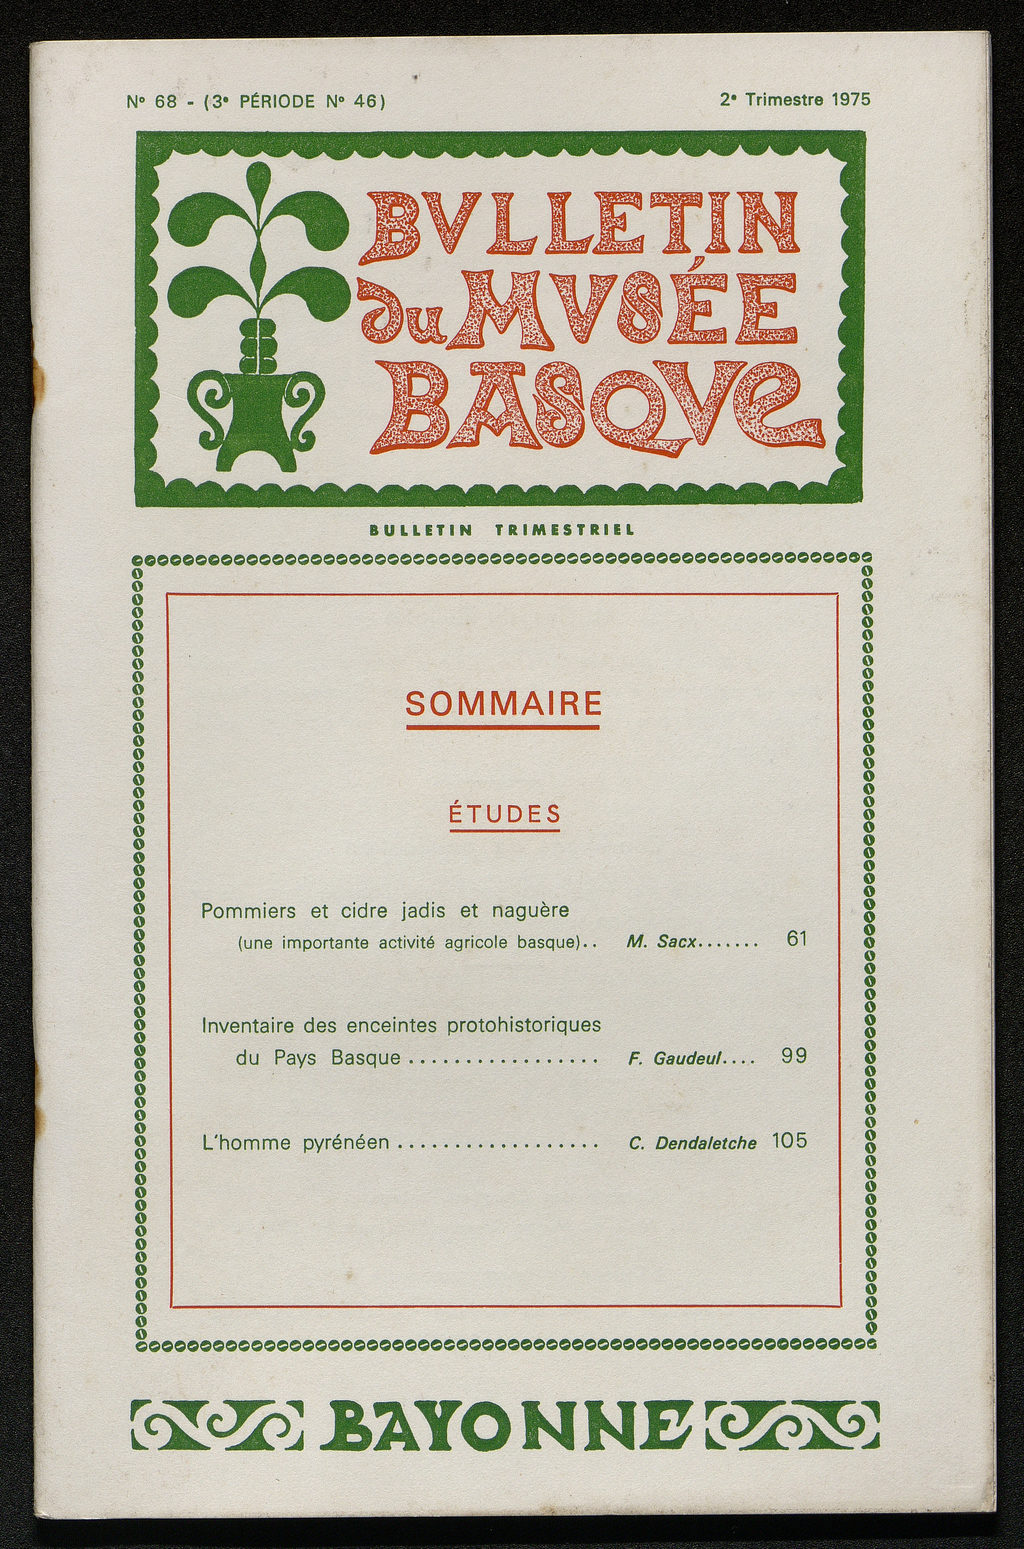 Nº 68 - (3ᵉ PÉRIODE Nº 46)
2ᵉ Trimestre 1975
BVLLETIN
du MVSÉE
BASQVe
BULLETIN TRIMESTRIEL
SOMMAIRE
ÉTUDES
Pommiers et cidre jadis et naguère
(une importante activité agricole basque).. M. Sacx....... 61
Inventaire des enceintes protohistoriques
du Pays Basque ................. F. Gaudeul.... 99
L'homme pyrénéen .................. C. Dendaletche 105
BAYONNE